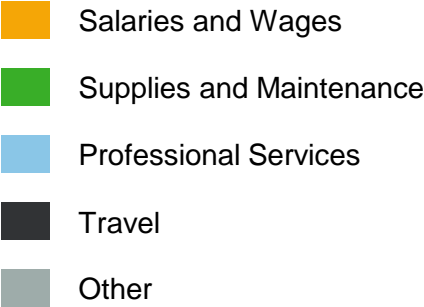 Salaries and Wages
Supplies and Maintenance
Professional Services
Travel
Other